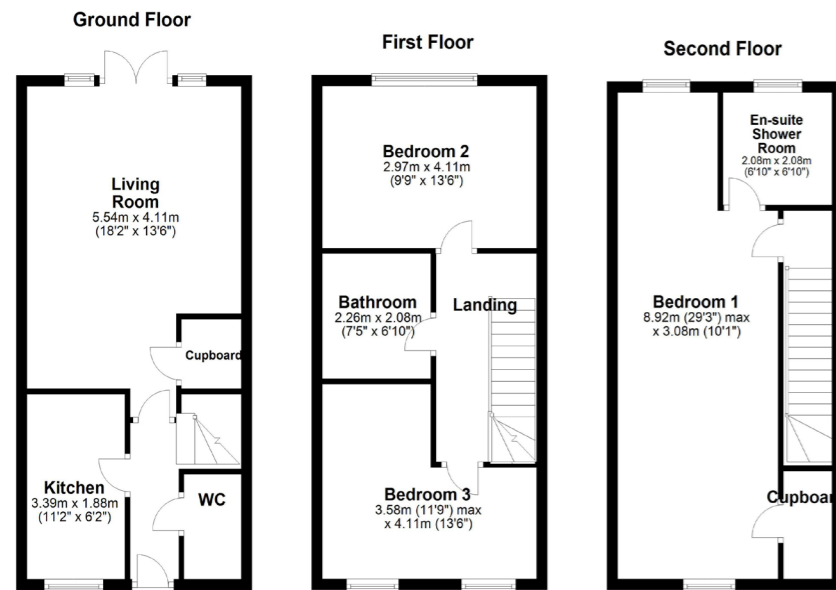 Ground Floor
Living
Room
5.54m x 4.11m
(18'2" x 13'6")
Cupboard
Kitchen
3.39m x 1.88m
(11'2" x 6'2")
WC
First Floor
Bedroom 2
2.97m x 4.11m
(9'9" x 13'6")
Bathroom
2.26m x 2.08m
(7'5" x 6'10")
Landing
Bedroom 3
3.58m (11'9") max
x 4.11m (13'6")
Second Floor
En-suite
Shower
Room
2.08m x 2.08m
(6'10" x 6'10")
Bedroom 1
8.92m (29'3") max
x 3.08m (10'1")
Cupboard